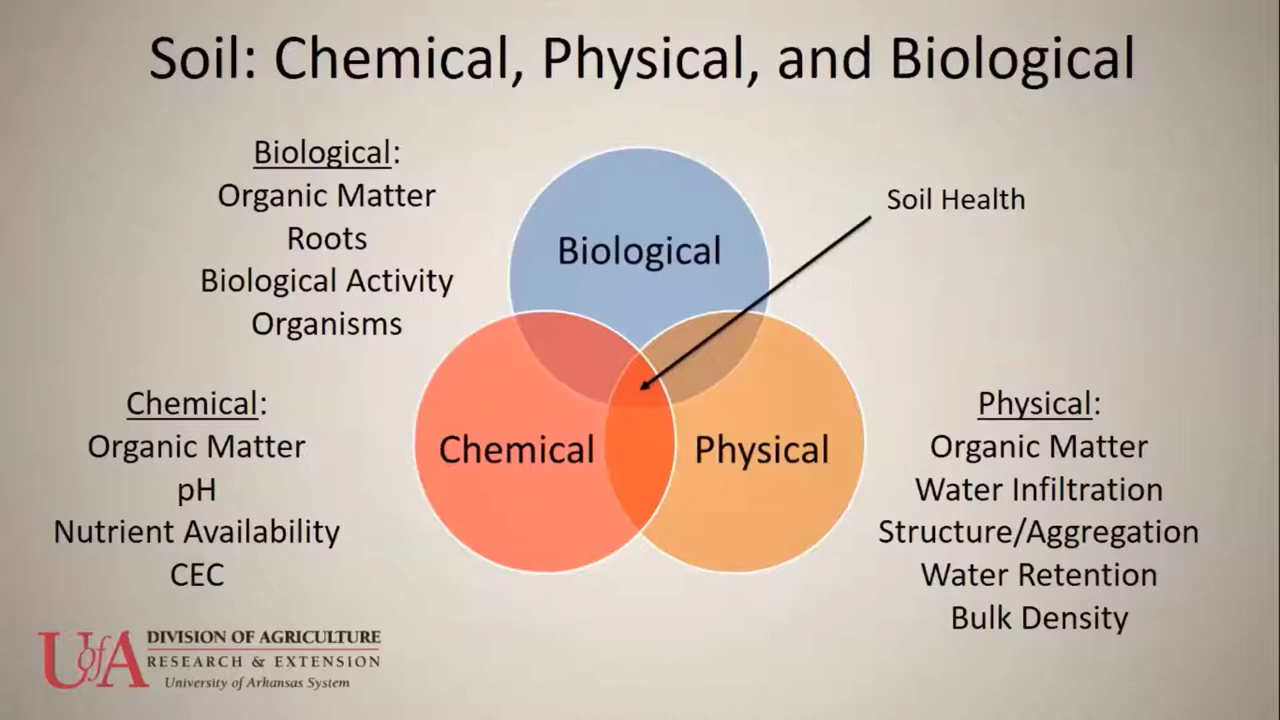 Soil: Chemical, Physical, and Biological
Biological:
Organic Matter
Roots
Biological Activity
Organisms
Biological
Soil Health
Chemical:
Organic Matter
pH
Nutrient Availability
CEC
Chemical
Physical
Physical:
Organic Matter
Water Infiltration
Structure/Aggregation
Water Retention
Bulk Density
UofA
DIVISION OF AGRICULTURE
RESEARCH & EXTENSION
University of Arkansas System